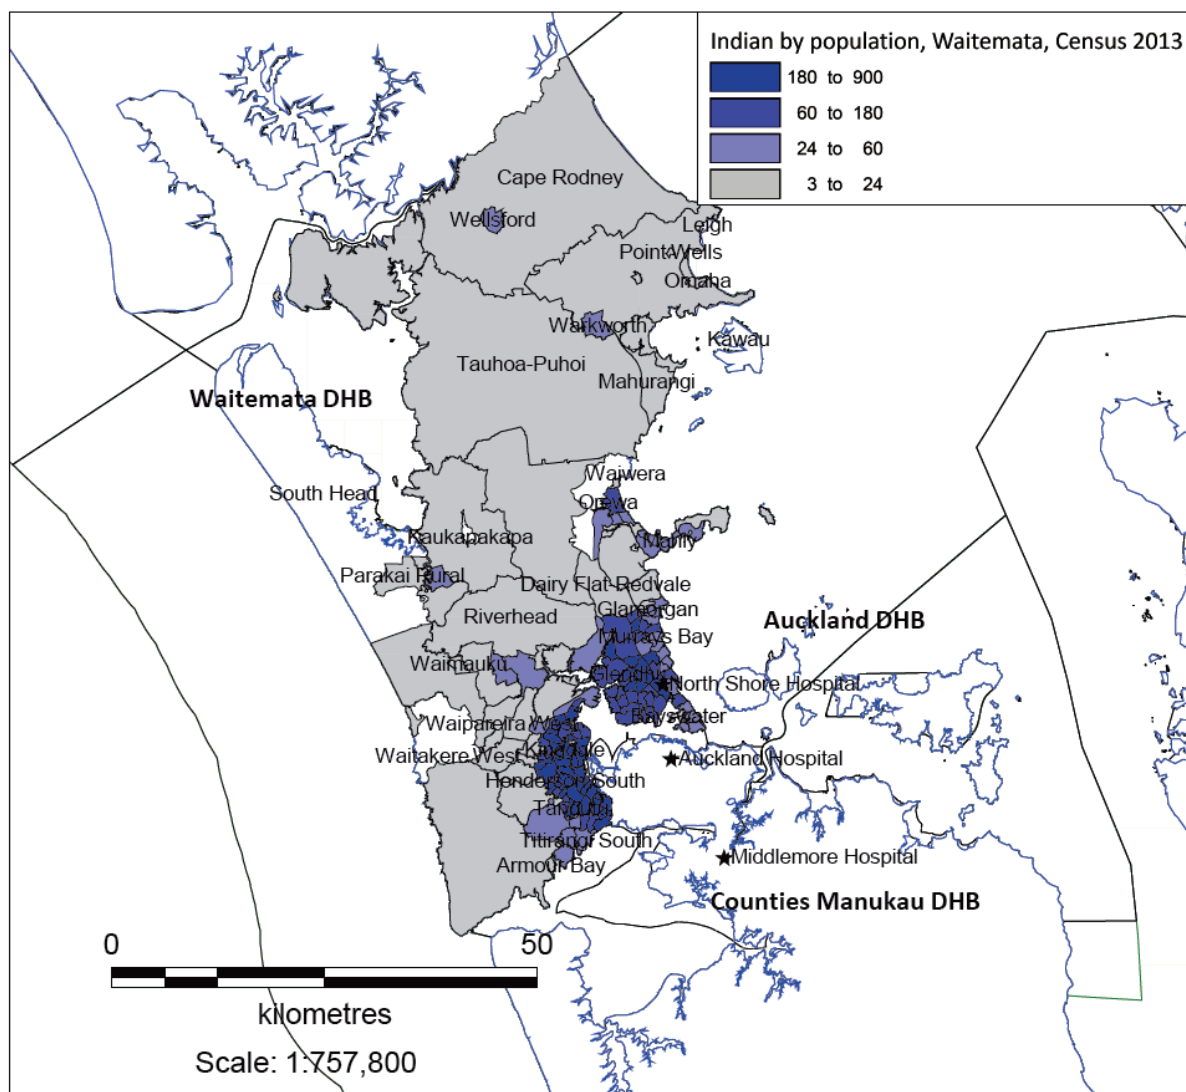 Indian by population, Waitemata, Census 2013
180 to 900
60 to 180
24 to 60
3 to 24
Cape Rodney
Wellsford
Leigh
Point Wells
Omaha
Warkworth
Kawau
Tauhoa-Puhoi
Mahurangi
Waitemata DHB
Waiwera
South Head
Orewa
Kaukapakapa
Manly
Parakai Rural
Dairy Flat-Redvale
Glamorgan
Riverhead
Auckland DHB
Murrays Bay
Waimauku
Glendhu
North Shore Hospital
Bayswater
Waipareira West
Kingdale
Waitakere West
Auckland Hospital
Henderson South
Titirangi South
Armour Bay
Middlemore Hospital
Counties Manukau DHB
0 50
kilometres
Scale: 1:757,800